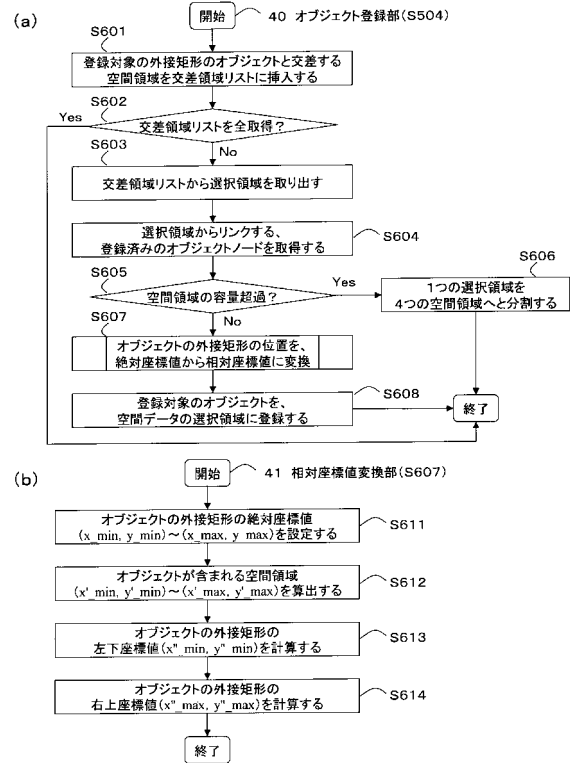 (a)
開始
40 オブジェクト登録部(S504)
S601
登録対象の外接矩形のオブジェクトと交差する
空間領域を交差領域リストに挿入する
S602
Yes
交差領域リストを全取得?
No
S603
交差領域リストから選択領域を取り出す
選択領域からリンクする、
登録済みのオブジェクトノードを取得する
S604
S605
空間領域の容量超過?
Yes
S606
1つの選択領域を
4つの空間領域へと分割する
No
S607
オブジェクトの外接矩形の位置を、
絶対座標値から相対座標値に変換
登録対象のオブジェクトを、
空間データの選択領域に登録する
S608
終了
(b)
開始
41 相対座標値変換部(S607)
オブジェクトの外接矩形の絶対座標値
(x_min, y_min)~(x_max, y_max)を設定する
S611
オブジェクトが含まれる空間領域
(x'_min, y'_min)~(x'_max, y'_max)を算出する
S612
オブジェクトの外接矩形の
左下座標値(x"_min, y"_min)を計算する
S613
オブジェクトの外接矩形の
右上座標値(x"_max, y"_max)を計算する
S614
終了